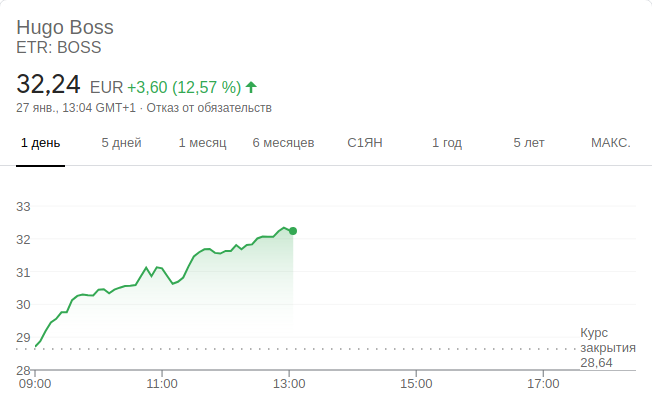 Hugo Boss
ETR: BOSS
32,24 EUR +3,60 (12,57 %)
27 янв., 13:04 GMT+1 · Отказ от обязательств
1 день 5 дней 1 месяц 6 месяцев С1ЯН 1 год 5 лет МАКС.
33
32
31
30
29
28
Курс
закрытия
28,64
09:00 11:00 13:00 15:00 17:00